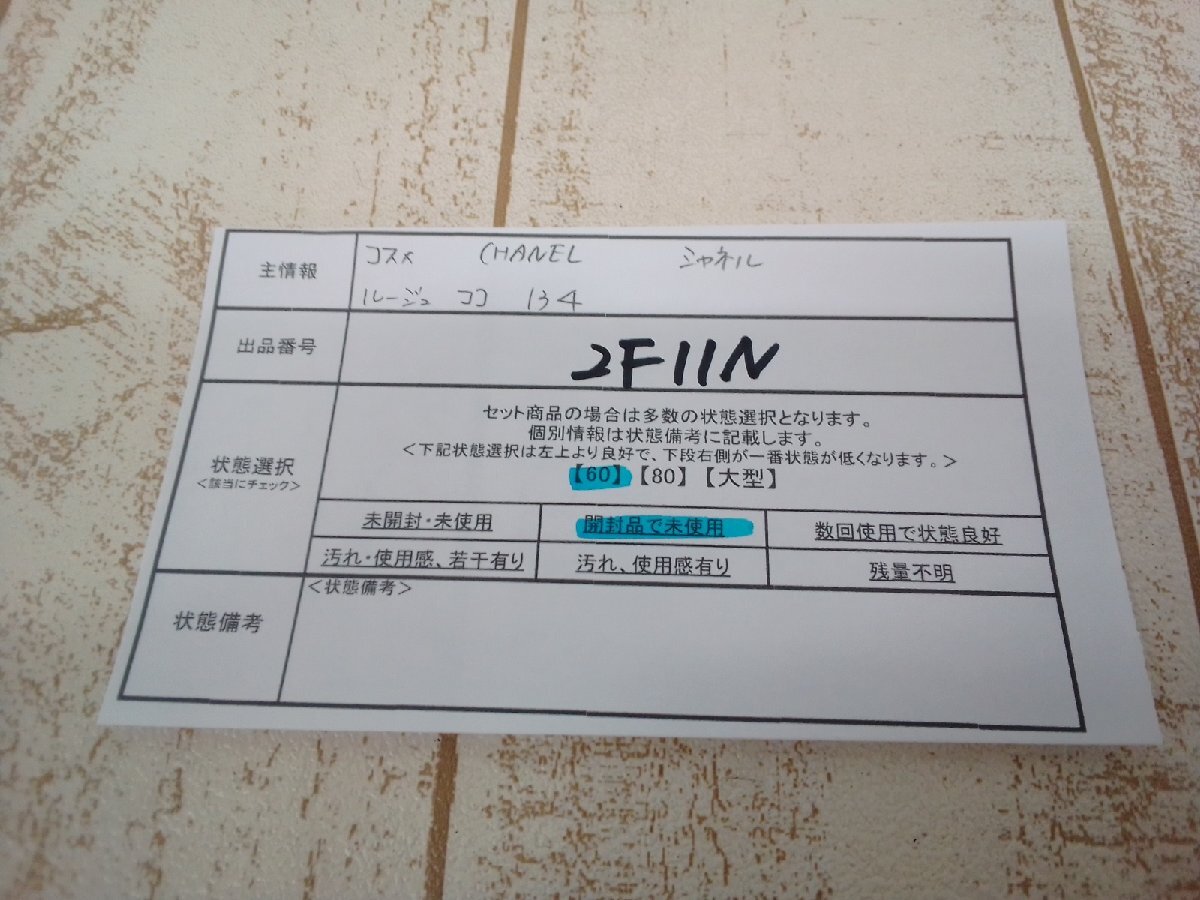 主情報
コスメ CHANEL シャネル
ルージュ ココ 134
出品番号
2F11N
状態選択
<該当にチェック>
セット商品の場合は多数の状態選択となります。
個別情報は状態備考に記載します。
<下記状態選択は左上より良好で、下段右側が一番状態が低くなります。>
【60】【80】【大型】
未開封・未使用 開封品で未使用 数回使用で状態良好
汚れ・使用感、若干有り 汚れ、使用感有り 残量不明
状態備考
<状態備考>